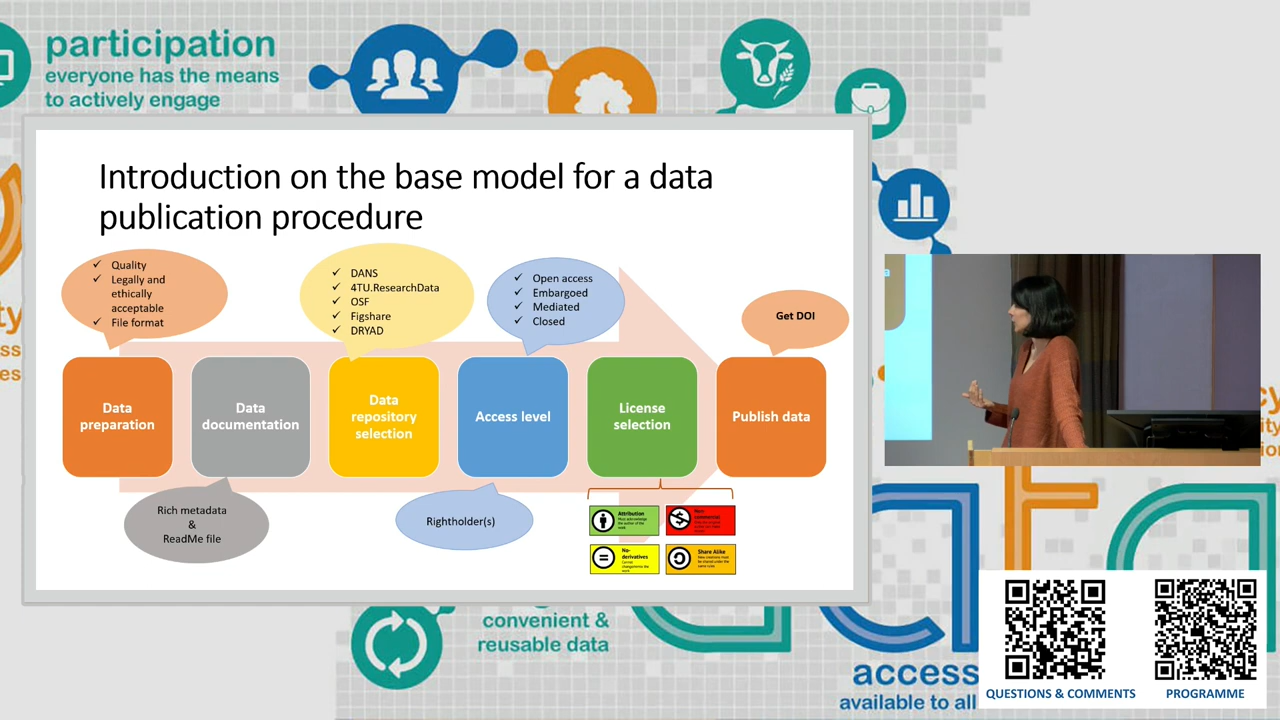 participation
everyone has the means
to actively engage
Introduction on the base model for a data
publication procedure
Quality
Legally and
ethically
acceptable
File format
DANS
4TU.ResearchData
OSF
Figshare
DRYAD
Open access
Embargoed
Mediated
Closed
Get DOI
Data
preparation
Data
documentation
Data
repository
selection
Access level
License
selection
Publish data
Rich metadata
&
ReadMe file
Rightholder(s)
Attribution
No-
derivatives
Share Alike
convenient &
reusable data
access
available to all
QUESTIONS & COMMENTS
PROGRAMME